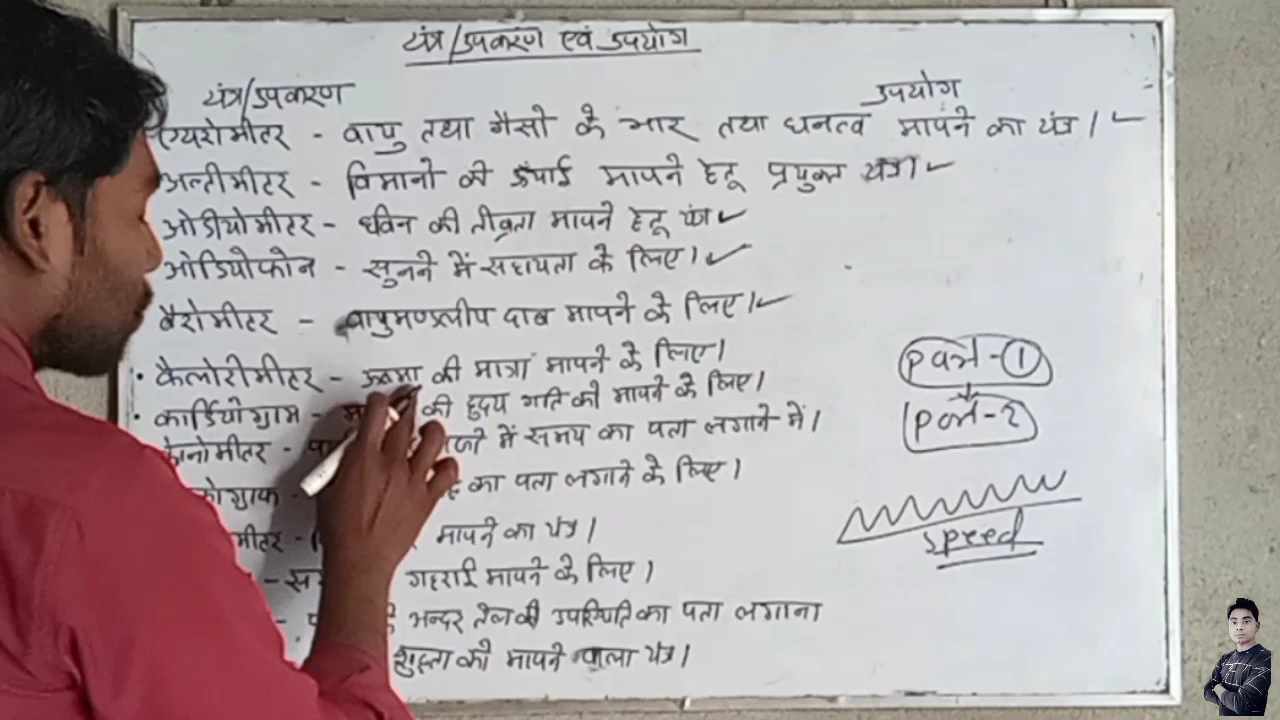 यंत्र/उपकरण एवं उपयोग
यंत्र/उपकरण उपयोग
एयरोमीटर - वायु तथा गैसो के भार तथा घनत्व मापने का यंत्र।
अल्टीमीटर - विमानो की ऊंचाई मापने हेटू प्रयुक्त यंत्र।
ओडीयोमीटर - ध्वनि की तीव्रता मापने हेटू यंत्र
ओडियोफोन - सुनने में सहायता के लिए।
बैरोमीटर - वायुमण्डलीय दाब मापने के लिए।
कैलोरीमीटर - ऊष्मा की मात्रा मापने के लिए।
कार्डियोग्राम - की हृदय गति को मापने के लिए।
क्रोनोमीटर - में समय का पता लगाने में।
का पता लगाने के लिए।
मीटर - मापने का यंत्र।
गहराई मापने के लिए।
अन्दर तेल की उपस्थिति का पता लगाना
को मापने वाला यंत्र।
Part-1
Part-2
speed